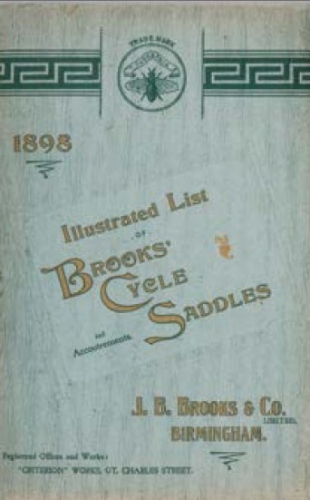 TRADE MARK
1898
Illustrated List
OF
BROOKS'
CYCLE
SADDLES
and
Accoutrements.
J. B. BROOKS & CO.
LIMITED,
BIRMINGHAM.
Registered Offices and Works:
"CRITERION" WORKS, GT. CHARLES STREET.